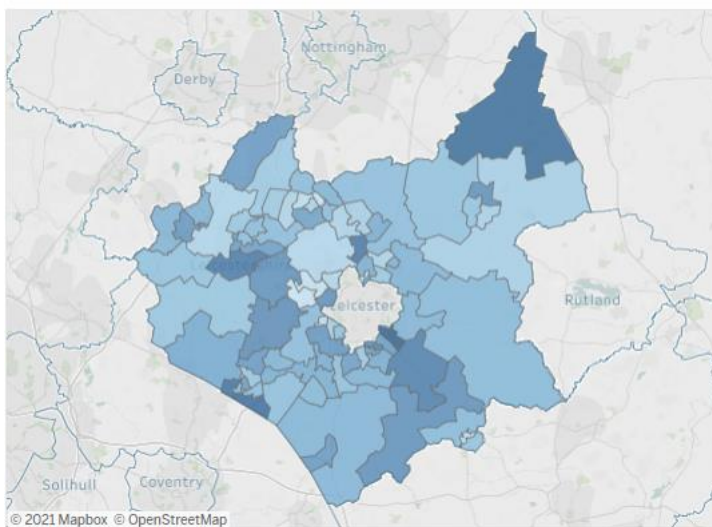 Nottingham
Derby
Leicester
Rutland
Solihull
Coventry
© 2021 Mapbox © OpenStreetMap